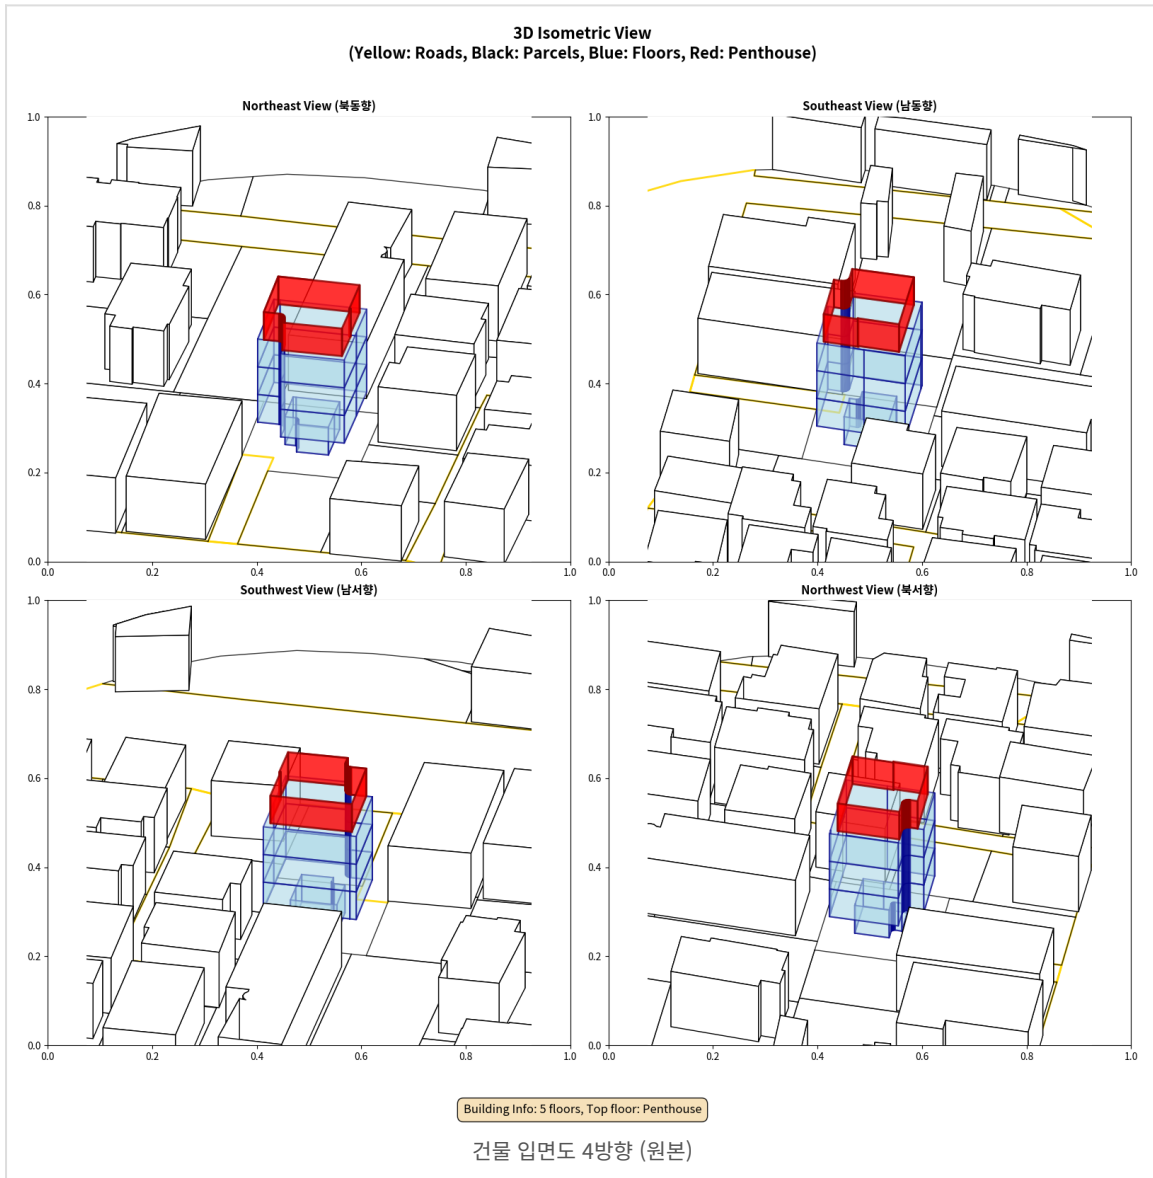 3D Isometric View
(Yellow: Roads, Black: Parcels, Blue: Floors, Red: Penthouse)
Northeast View (북동향)
1.0
0.8
0.6
0.4
0.2
0.0
0.0 0.2 0.4 0.6 0.8 1.0
Southeast View (남동향)
1.0
0.8
0.6
0.4
0.2
0.0
0.0 0.2 0.4 0.6 0.8 1.0
Southwest View (남서향)
1.0
0.8
0.6
0.4
0.2
0.0
0.0 0.2 0.4 0.6 0.8 1.0
Northwest View (북서향)
1.0
0.8
0.6
0.4
0.2
0.0
0.0 0.2 0.4 0.6 0.8 1.0
Building Info: 5 floors, Top floor: Penthouse
건물 입면도 4방향 (원본)